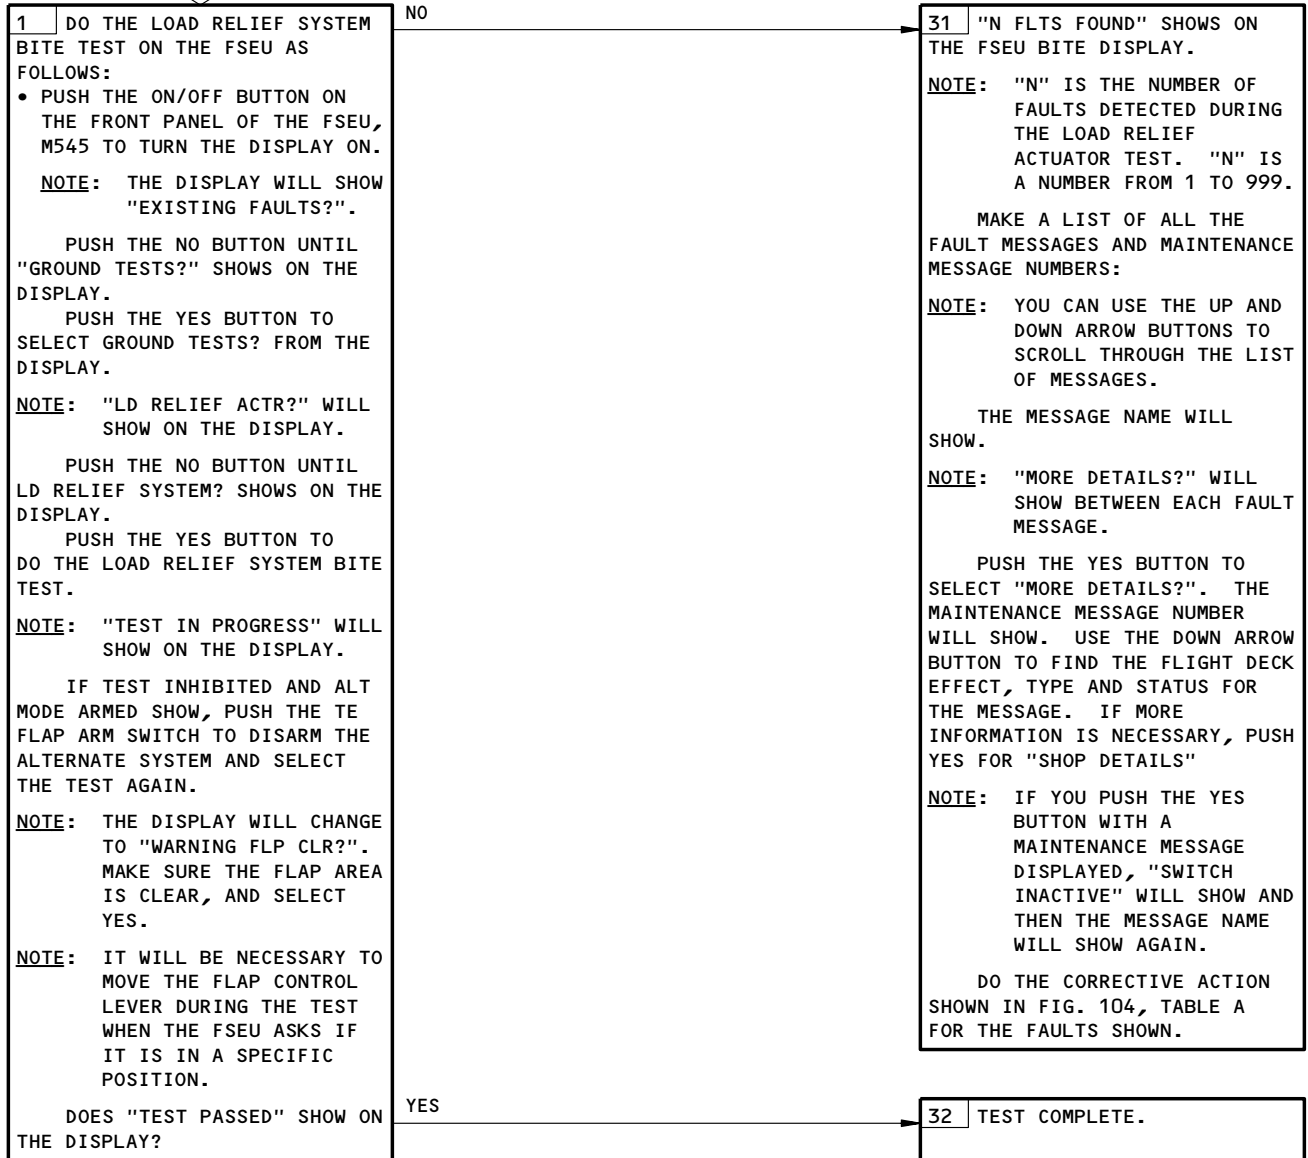 1 DO THE LOAD RELIEF SYSTEM
BITE TEST ON THE FSEU AS
FOLLOWS:
• PUSH THE ON/OFF BUTTON ON
THE FRONT PANEL OF THE FSEU,
M545 TO TURN THE DISPLAY ON.
NOTE: THE DISPLAY WILL SHOW
"EXISTING FAULTS?".
PUSH THE NO BUTTON UNTIL
"GROUND TESTS?" SHOWS ON THE
DISPLAY.
PUSH THE YES BUTTON TO
SELECT GROUND TESTS? FROM THE
DISPLAY.
NOTE: "LD RELIEF ACTR?" WILL
SHOW ON THE DISPLAY.
PUSH THE NO BUTTON UNTIL
LD RELIEF SYSTEM? SHOWS ON THE
DISPLAY.
PUSH THE YES BUTTON TO
DO THE LOAD RELIEF SYSTEM BITE
TEST.
NOTE: "TEST IN PROGRESS" WILL
SHOW ON THE DISPLAY.
IF TEST INHIBITED AND ALT
MODE ARMED SHOW, PUSH THE TE
FLAP ARM SWITCH TO DISARM THE
ALTERNATE SYSTEM AND SELECT
THE TEST AGAIN.
NOTE: THE DISPLAY WILL CHANGE
TO "WARNING FLP CLR?".
MAKE SURE THE FLAP AREA
IS CLEAR, AND SELECT
YES.
NOTE: IT WILL BE NECESSARY TO
MOVE THE FLAP CONTROL
LEVER DURING THE TEST
WHEN THE FSEU ASKS IF
IT IS IN A SPECIFIC
POSITION.
DOES "TEST PASSED" SHOW ON
THE DISPLAY?
NO
31 "N FLTS FOUND" SHOWS ON
THE FSEU BITE DISPLAY.
NOTE: "N" IS THE NUMBER OF
FAULTS DETECTED DURING
THE LOAD RELIEF
ACTUATOR TEST. "N" IS
A NUMBER FROM 1 TO 999.
MAKE A LIST OF ALL THE
FAULT MESSAGES AND MAINTENANCE
MESSAGE NUMBERS:
NOTE: YOU CAN USE THE UP AND
DOWN ARROW BUTTONS TO
SCROLL THROUGH THE LIST
OF MESSAGES.
THE MESSAGE NAME WILL
SHOW.
NOTE: "MORE DETAILS?" WILL
SHOW BETWEEN EACH FAULT
MESSAGE.
PUSH THE YES BUTTON TO
SELECT "MORE DETAILS?". THE
MAINTENANCE MESSAGE NUMBER
WILL SHOW. USE THE DOWN ARROW
BUTTON TO FIND THE FLIGHT DECK
EFFECT, TYPE AND STATUS FOR
THE MESSAGE. IF MORE
INFORMATION IS NECESSARY, PUSH
YES FOR "SHOP DETAILS"
NOTE: IF YOU PUSH THE YES
BUTTON WITH A
MAINTENANCE MESSAGE
DISPLAYED, "SWITCH
INACTIVE" WILL SHOW AND
THEN THE MESSAGE NAME
WILL SHOW AGAIN.
DO THE CORRECTIVE ACTION
SHOWN IN FIG. 104, TABLE A
FOR THE FAULTS SHOWN.
YES
32 TEST COMPLETE.